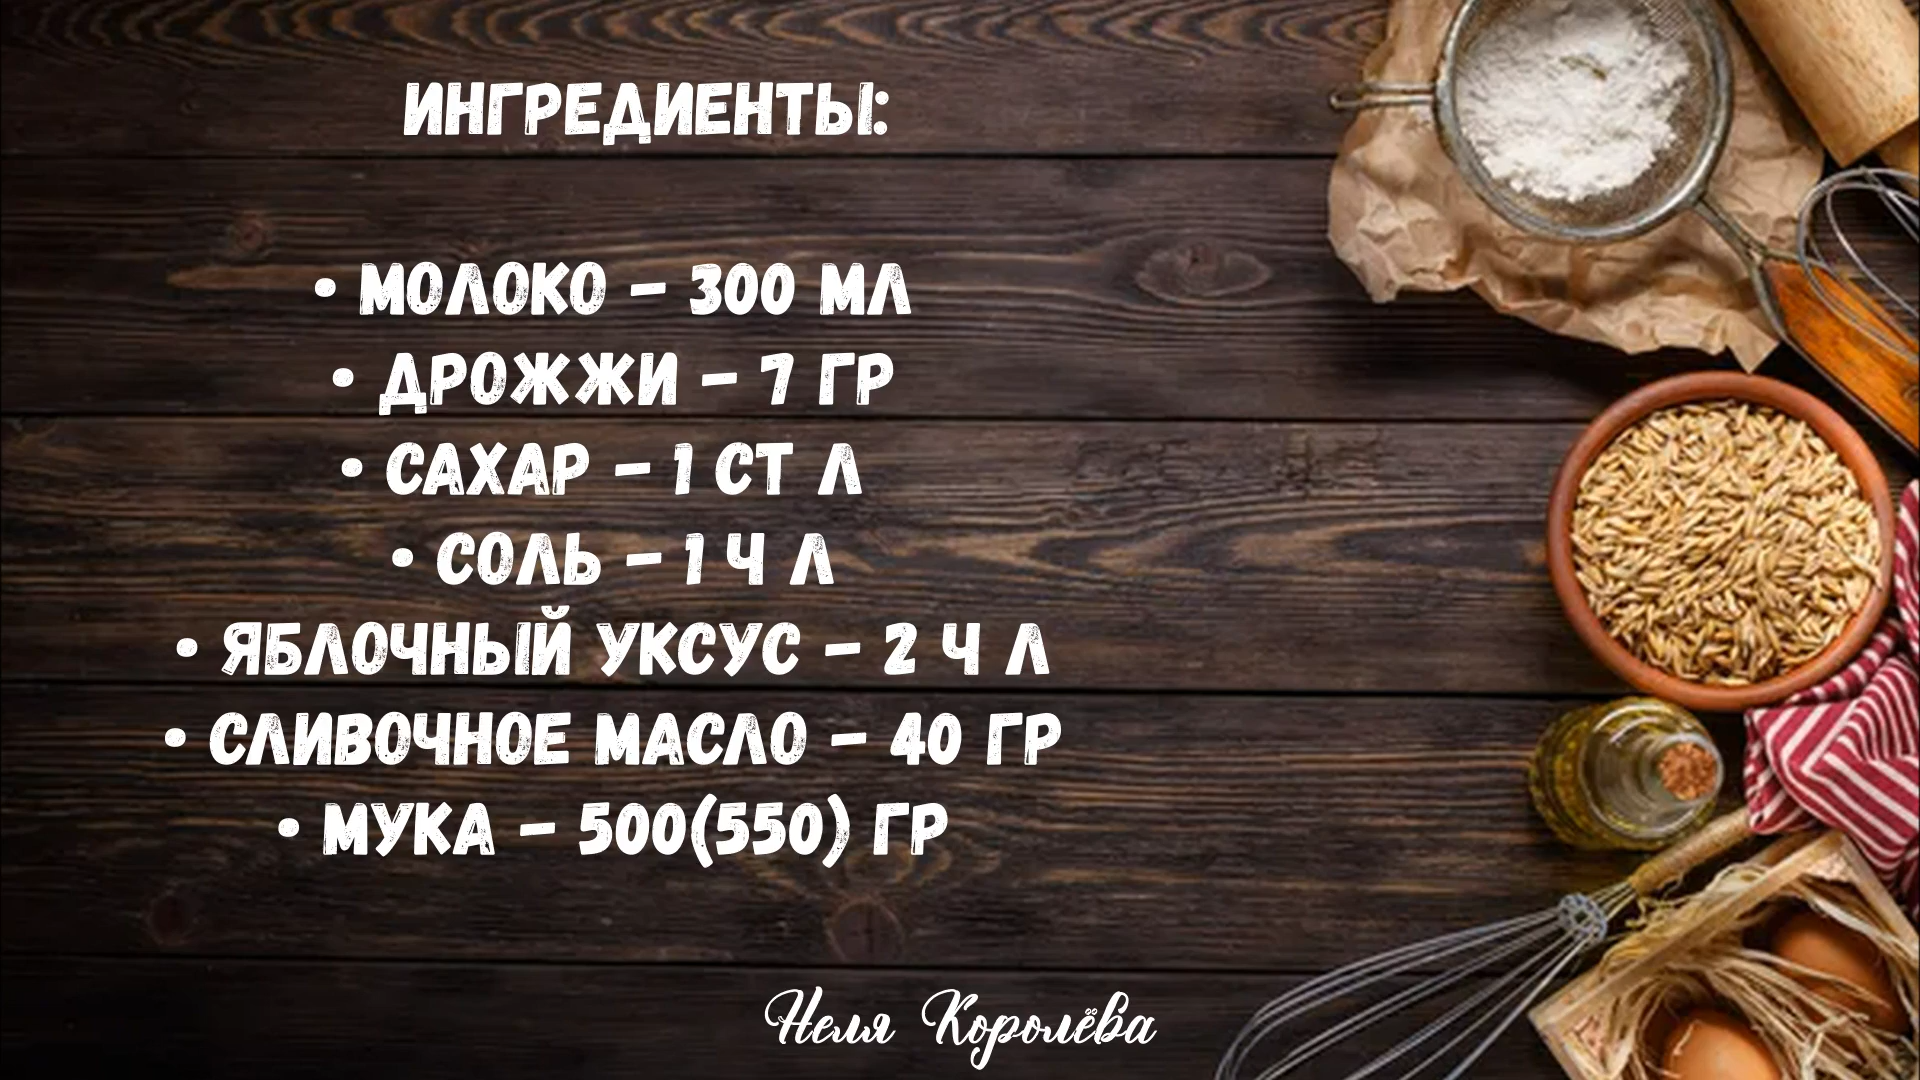 ИНГРЕДИЕНТЫ:
• МОЛОКО – 300 МЛ
• ДРОЖЖИ – 7 ГР
• САХАР – 1 СТ Л
• СОЛЬ – 1 Ч Л
• ЯБЛОЧНЫЙ УКСУС – 2 Ч Л
• СЛИВОЧНОЕ МАСЛО – 40 ГР
• МУКА – 500(550) ГР
Неля Королёва